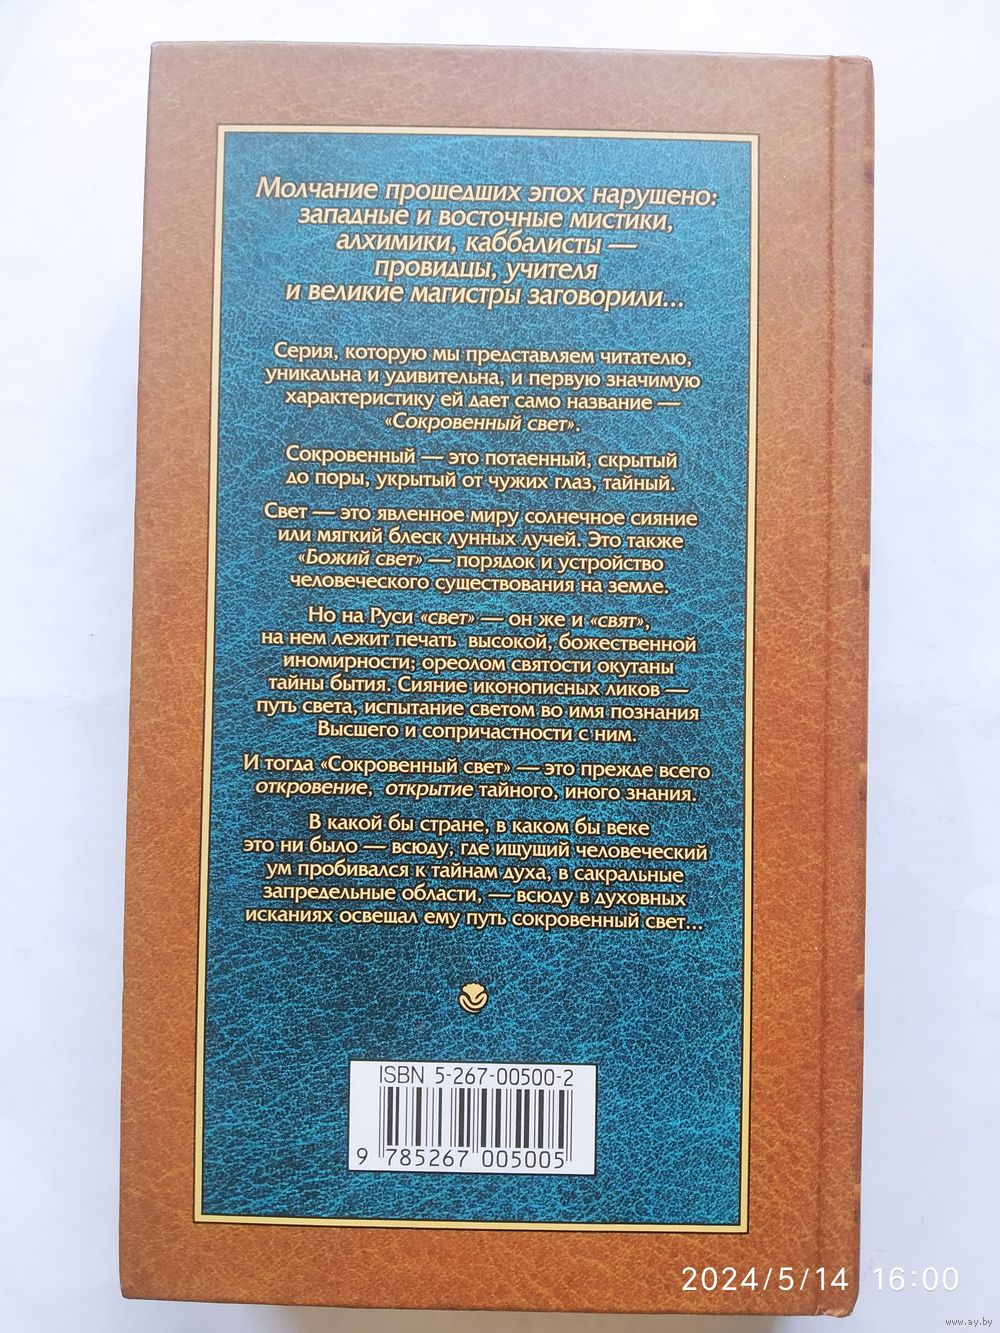 Молчание прошедших эпох нарушено:
западные и восточные мистики,
алхимики, каббалисты —
провидцы, учителя
и великие магистры заговорили...
Серия, которую мы представляем читателю,
уникальна и удивительна, и первую значимую
характеристику ей дает само название —
«Сокровенный свет».
Сокровенный — это потаенный, скрытый
до поры, укрытый от чужих глаз, тайный.
Свет — это явленное миру солнечное сияние
или мягкий блеск лунных лучей. Это также
«Божий свет» — порядок и устройство
человеческого существования на земле.
Но на Руси «свет» — он же и «свят»,
на нем лежит печать высокой, божественной
иномирности; ореолом святости окутаны
тайны бытия. Сияние иконописных ликов —
путь света, испытание светом во имя познания
Высшего и сопричастности с ним.
И тогда «Сокровенный свет» — это прежде всего
откровение, открытие тайного, иного знания.
В какой бы стране, в каком бы веке
это ни было — всюду, где ищущий человеческий
ум пробивался к тайнам духа, в сакральные
запредельные области, — всюду в духовных
исканиях освещал ему путь сокровенный свет...
ISBN 5-267-00500-2
9 785267 005005
2024/5/14 16:00
www.ay.by